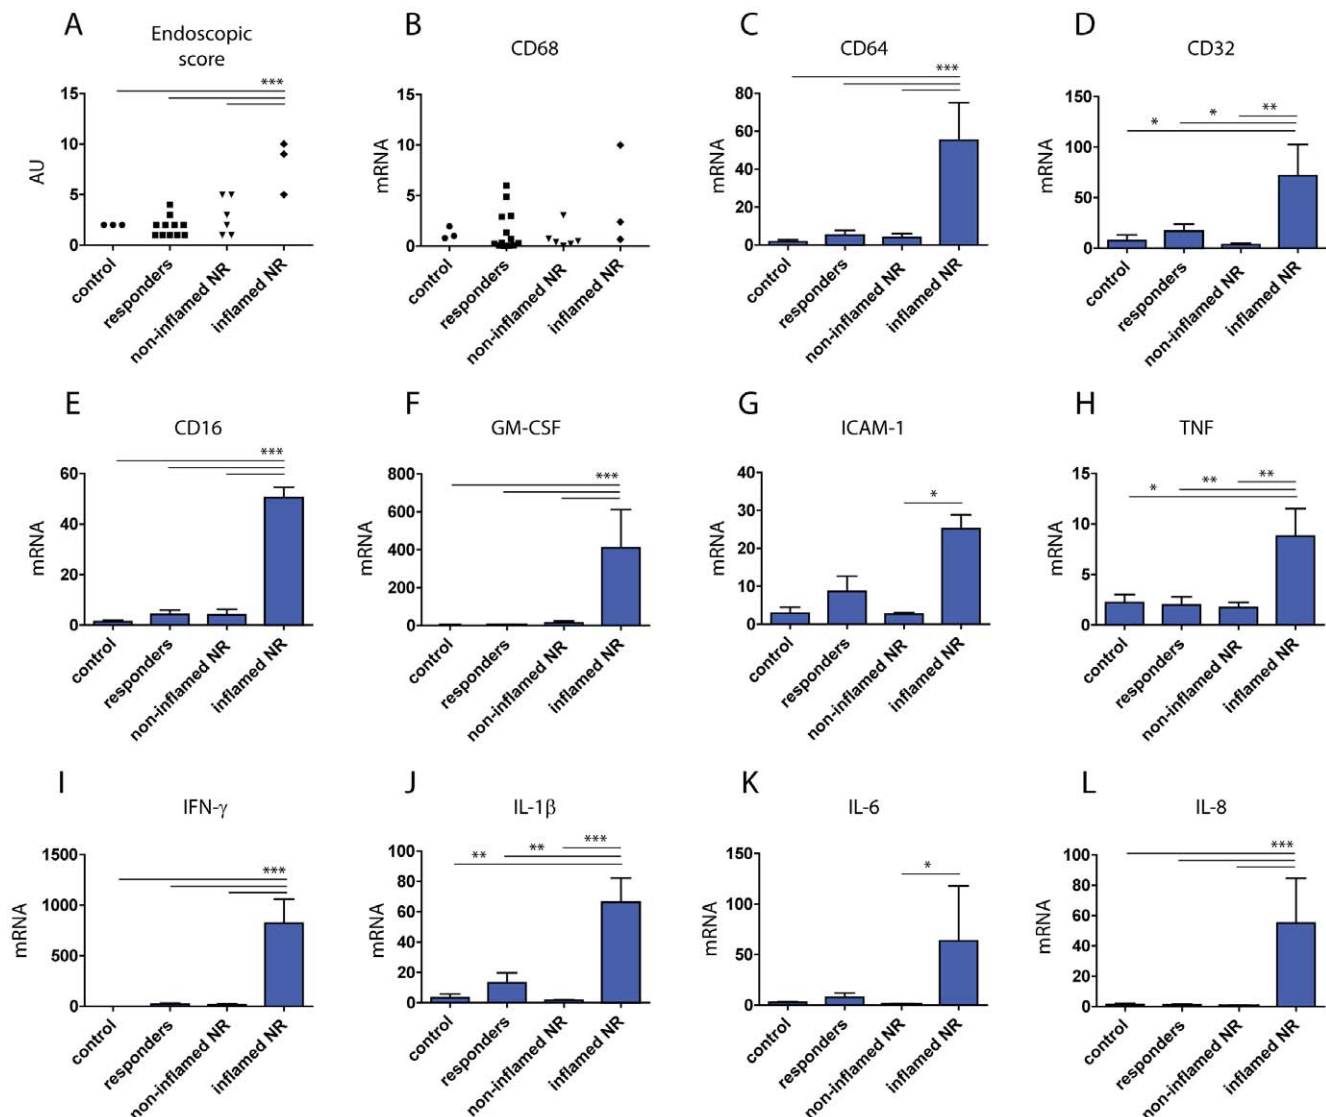 A
Endoscopic
score
***
15
10
5
0
AU
control
responders
non-inflamed NR
inflamed NR
B
CD68
15
10
5
0
mRNA
control
responders
non-inflamed NR
inflamed NR
C
CD64
***
80
60
40
20
0
mRNA
control
responders
non-inflamed NR
inflamed NR
D
CD32
* * **
150
100
50
0
mRNA
control
responders
non-inflamed NR
inflamed NR
E
CD16
***
60
40
20
0
mRNA
control
responders
non-inflamed NR
inflamed NR
F
GM-CSF
***
800
600
400
200
0
mRNA
control
responders
non-inflamed NR
inflamed NR
G
ICAM-1
*
40
30
20
10
0
mRNA
control
responders
non-inflamed NR
inflamed NR
H
TNF
* ** **
15
10
5
0
mRNA
control
responders
non-inflamed NR
inflamed NR
I
IFN-γ
***
1500
1000
500
0
mRNA
control
responders
non-inflamed NR
inflamed NR
J
IL-1β
** ** ***
100
80
60
40
20
0
mRNA
control
responders
non-inflamed NR
inflamed NR
K
IL-6
*
150
100
50
0
mRNA
control
responders
non-inflamed NR
inflamed NR
L
IL-8
***
100
80
60
40
20
0
mRNA
control
responders
non-inflamed NR
inflamed NR